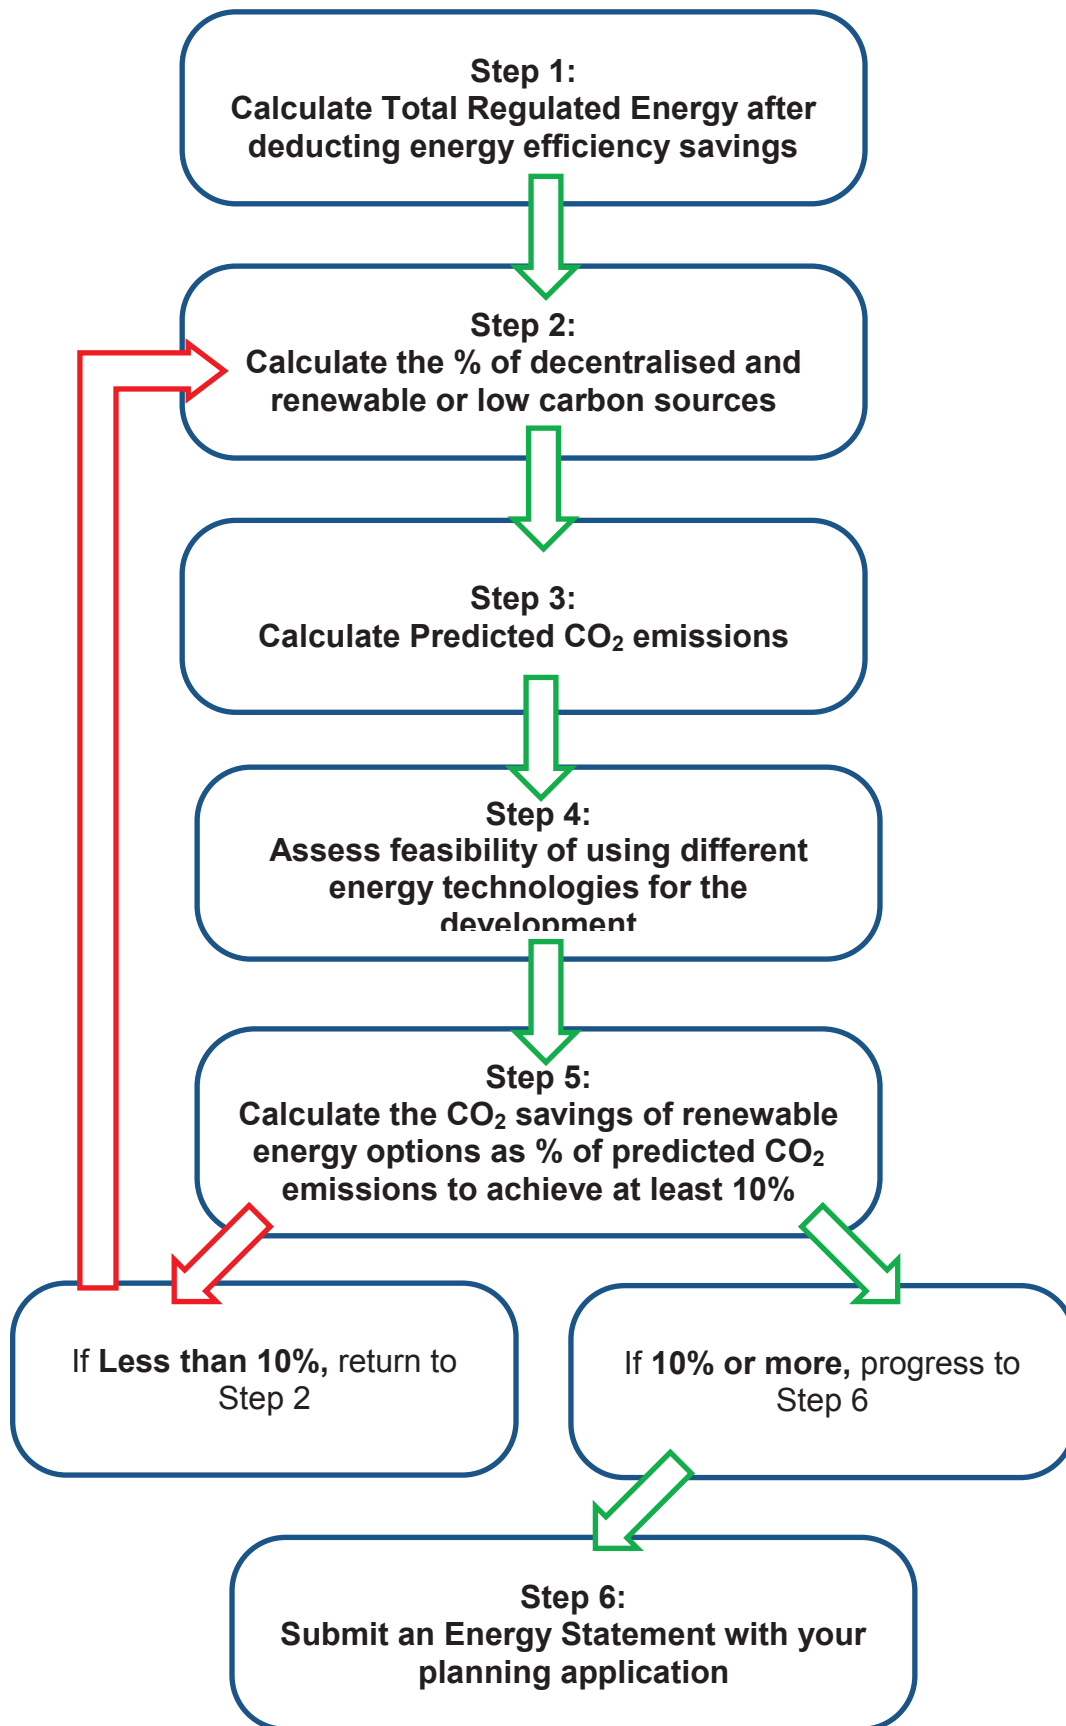 Step 1:
Calculate Total Regulated Energy after
deducting energy efficiency savings
Step 2:
Calculate the % of decentralised and
renewable or low carbon sources
Step 3:
Calculate Predicted CO₂ emissions
Step 4:
Assess feasibility of using different
energy technologies for the
development
Step 5:
Calculate the CO₂ savings of renewable
energy options as % of predicted CO₂
emissions to achieve at least 10%
If Less than 10%, return to
Step 2
If 10% or more, progress to
Step 6
Step 6:
Submit an Energy Statement with your
planning application